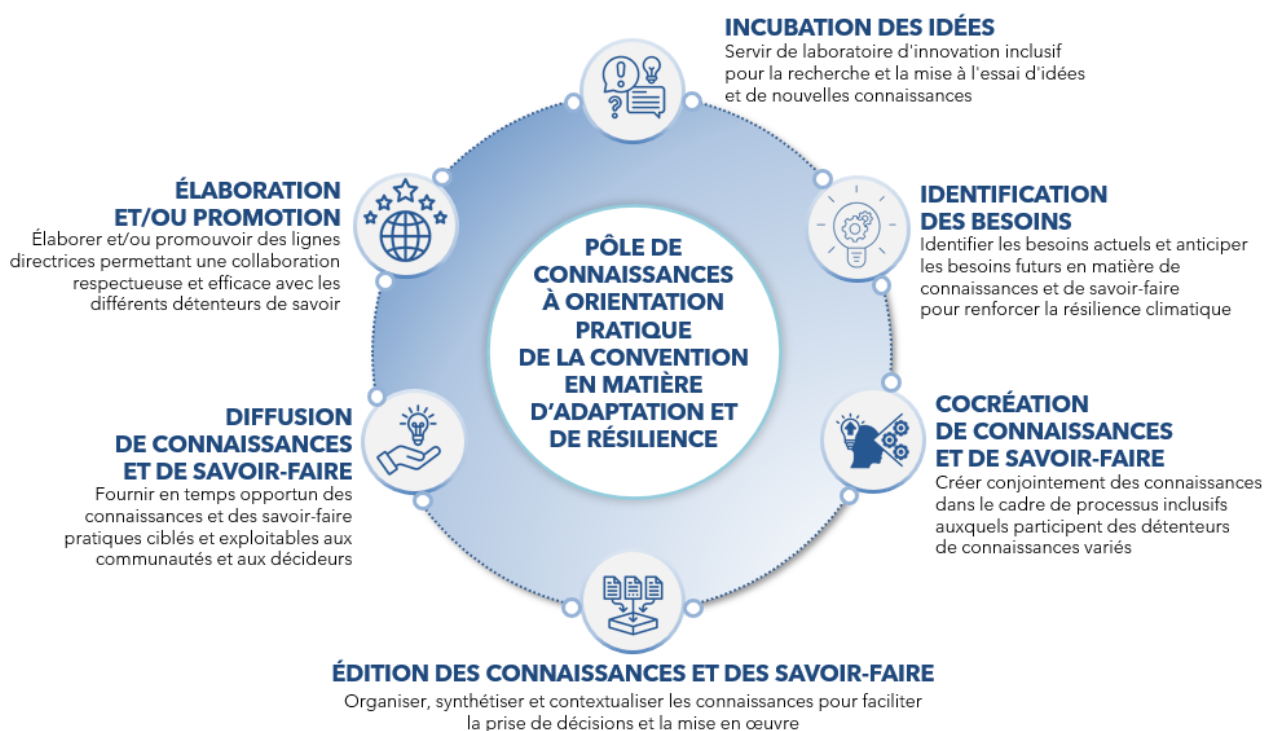 INCUBATION DES IDÉES
Servir de laboratoire d'innovation inclusif
pour la recherche et la mise à l'essai d'idées
et de nouvelles connaissances
IDENTIFICATION
DES BESOINS
Identifier les besoins actuels et anticiper
les besoins futurs en matière de
connaissances et de savoir-faire
pour renforcer la résilience climatique
COCRÉATION
DE CONNAISSANCES
ET DE SAVOIR-FAIRE
Créer conjointement des connaissances
dans le cadre de processus inclusifs
auxquels participent des détenteurs
de connaissances variés
ÉDITION DES CONNAISSANCES ET DES SAVOIR-FAIRE
Organiser, synthétiser et contextualiser les connaissances pour faciliter
la prise de décisions et la mise en œuvre
DIFFUSION
DE CONNAISSANCES
ET DE SAVOIR-FAIRE
Fournir en temps opportun des
connaissances et des savoir-faire
pratiques ciblés et exploitables aux
communautés et aux décideurs
ÉLABORATION
ET/OU PROMOTION
Élaborer et/ou promouvoir des lignes
directrices permettant une collaboration
respectueuse et efficace avec les
différents détenteurs de savoir
PÔLE DE
CONNAISSANCES
À ORIENTATION
PRATIQUE
DE LA CONVENTION
EN MATIÈRE
D'ADAPTATION ET
DE RÉSILIENCE